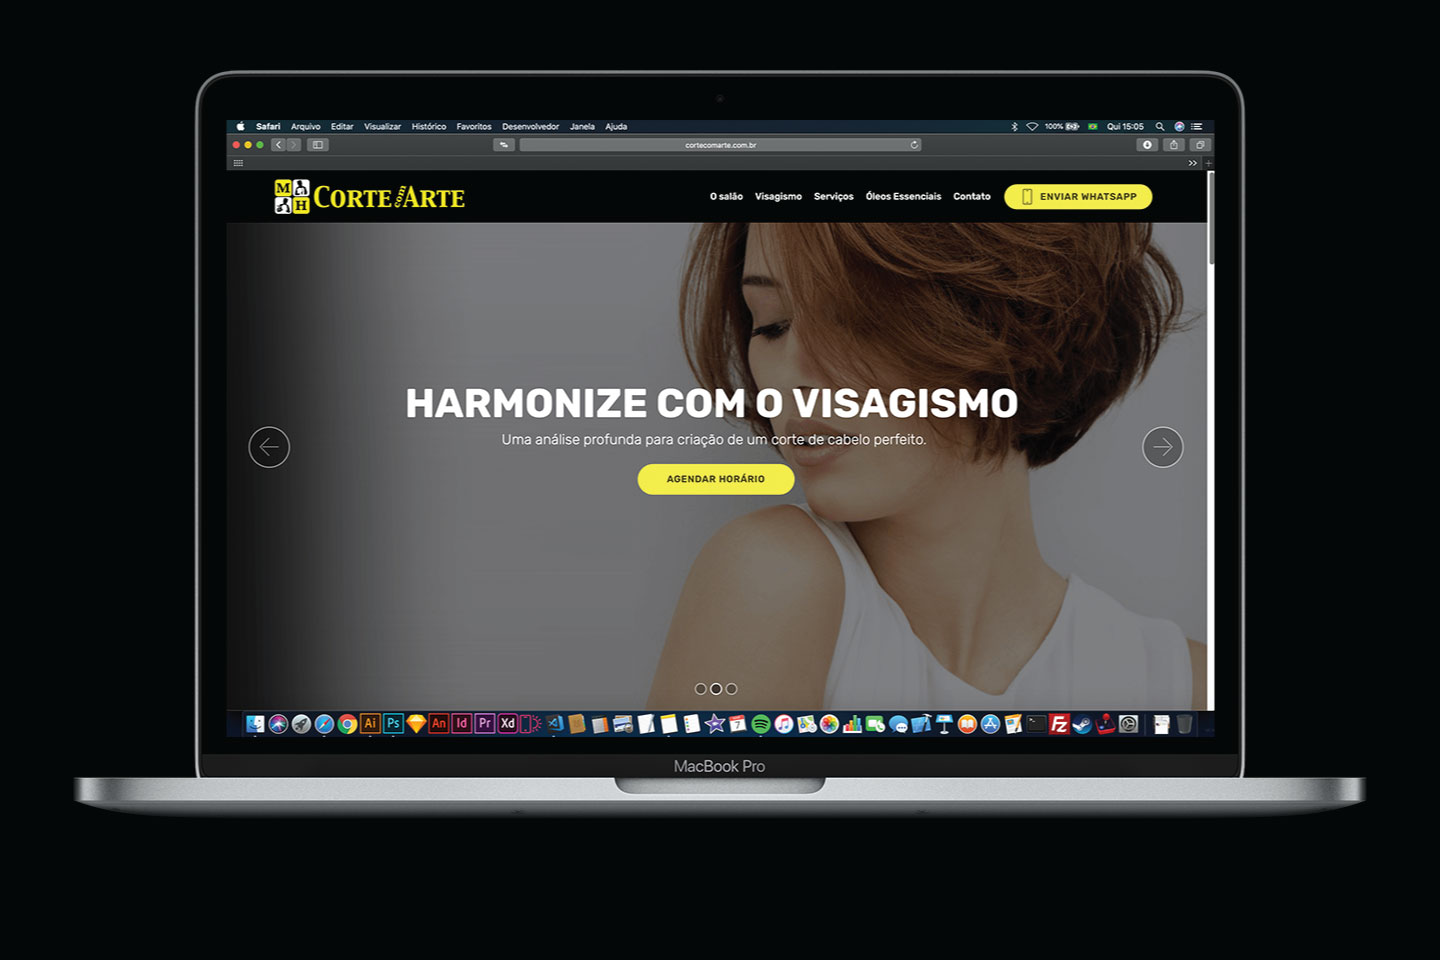 Safari Arquivo Editar Visualizar Histórico Favoritos Desenvolvedor Janela Ajuda 100% Qui 15:05
cortecomarte.com.br
M H CORTE com ARTE
O salão Visagismo Serviços Óleos Essenciais Contato ENVIAR WHATSAPP
HARMONIZE COM O VISAGISMO
Uma análise profunda para criação de um corte de cabelo perfeito.
AGENDAR HORÁRIO
Ai Ps An Id Pr Xd 7 Fz
MacBook Pro